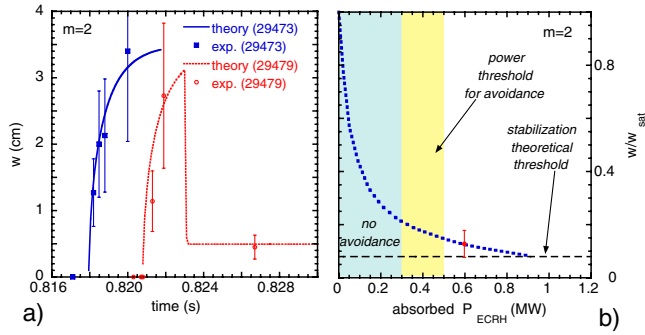 m=2
theory (29473)
exp. (29473)
theory (29479)
exp. (29479)
w (cm)
4
3
2
1
0
0.816
0.820
0.824
0.828
time (s)
a)
m=2
power
threshold
for avoidance
stabilization
theoretical
threshold
no
avoidance
w/w sat
1
0.8
0.4
0
0.0
0.2
0.4
0.6
0.8
1.0
1.2
absorbed P ECRH (MW)
b)